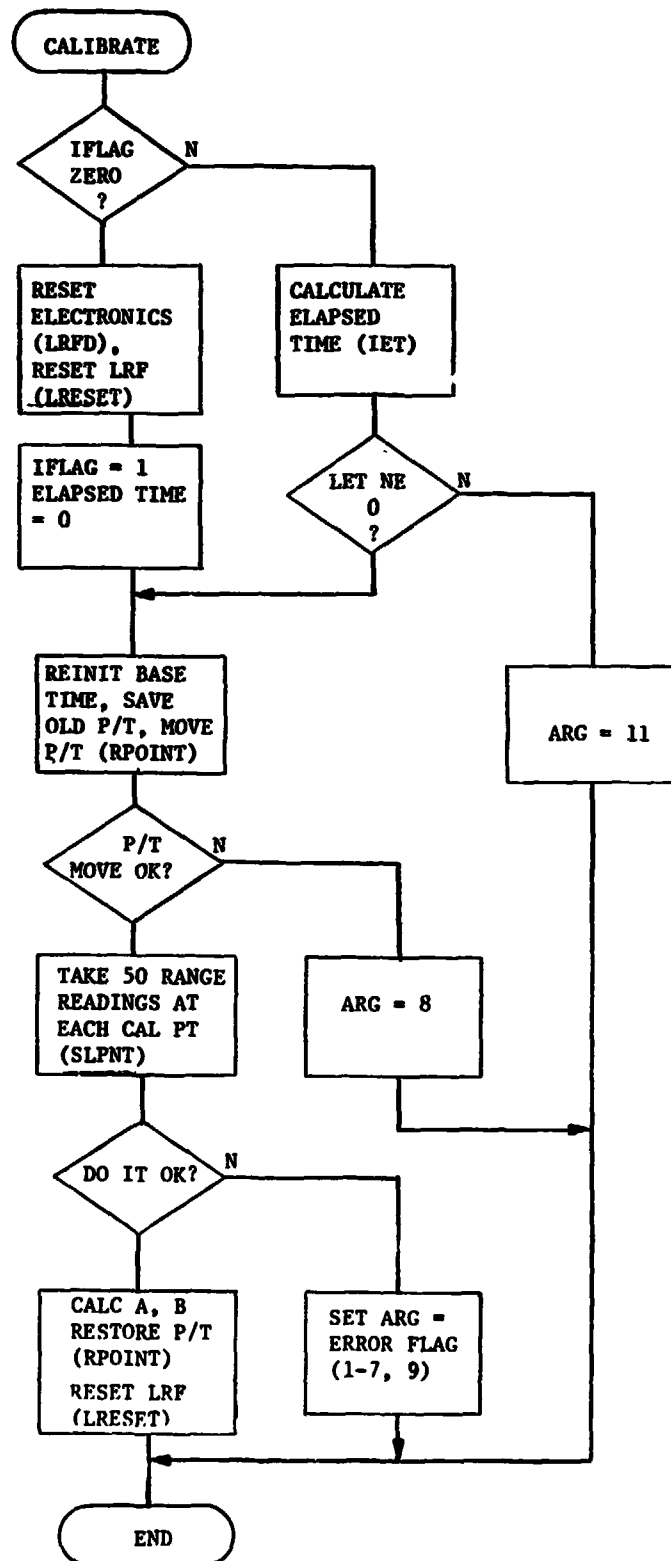 CALIBRATE
IFLAG
ZERO
?
N
RESET
ELECTRONICS
(LRFD),
RESET LRF
(LRESET)
CALCULATE
ELAPSED
TIME (IET)
IFLAG = 1
ELAPSED TIME
= 0
LET NE
0
?
N
REINIT BASE
TIME, SAVE
OLD P/T, MOVE
P/T (RPOINT)
ARG = 11
P/T
MOVE OK?
N
TAKE 50 RANGE
READINGS AT
EACH CAL PT
(SLPNT)
ARG = 8
DO IT OK?
N
CALC A, B
RESTORE P/T
(RPOINT)
RESET LRF
(LRESET)
SET ARG =
ERROR FLAG
(1-7, 9)
END